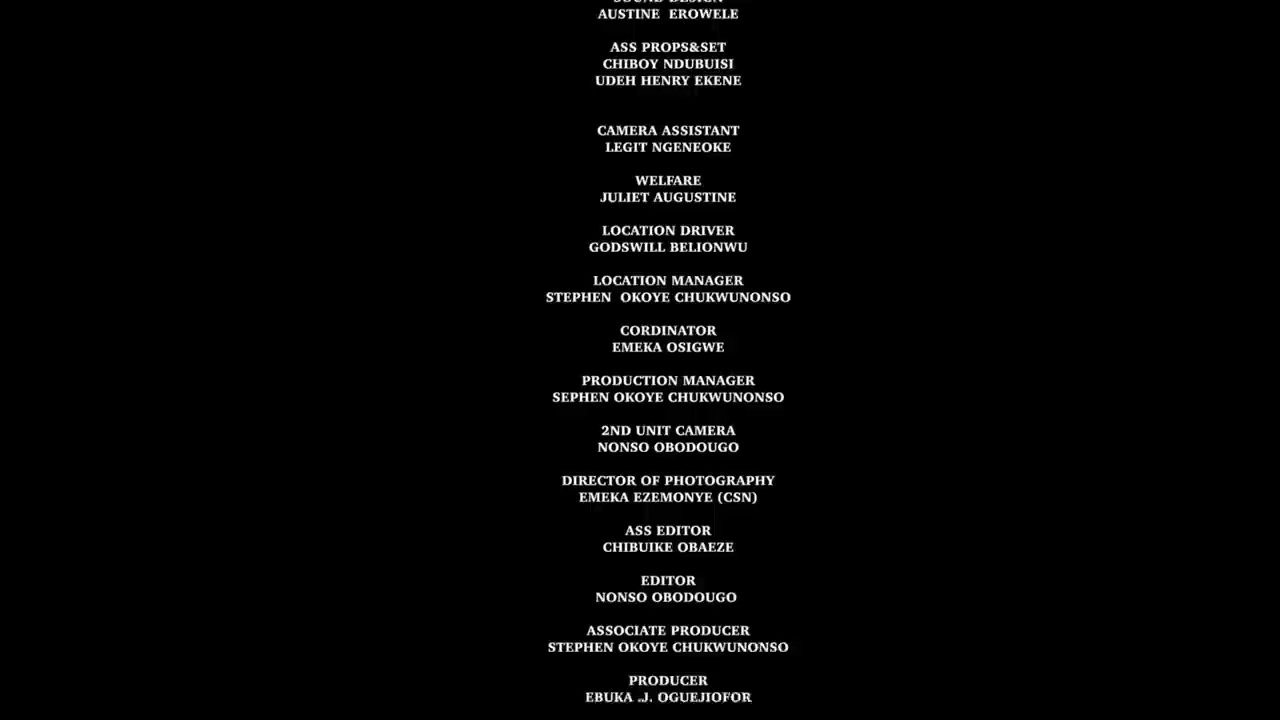 SOUND DESIGN
AUSTINE EROWELE
ASS PROPS&SET
CHIBOY NDUBUISI
UDEH HENRY EKENE
CAMERA ASSISTANT
LEGIT NGENEOKE
WELFARE
JULIET AUGUSTINE
LOCATION DRIVER
GODSWILL BELIONWU
LOCATION MANAGER
STEPHEN OKOYE CHUKWUNONSO
CORDINATOR
EMEKA OSIGWE
PRODUCTION MANAGER
SEPHEN OKOYE CHUKWUNONSO
2ND UNIT CAMERA
NONSO OBODOUGO
DIRECTOR OF PHOTOGRAPHY
EMEKA EZEMONYE (CSN)
ASS EDITOR
CHIBUIKE OBAEZE
EDITOR
NONSO OBODOUGO
ASSOCIATE PRODUCER
STEPHEN OKOYE CHUKWUNONSO
PRODUCER
EBUKA .J. OGUEJIOFOR